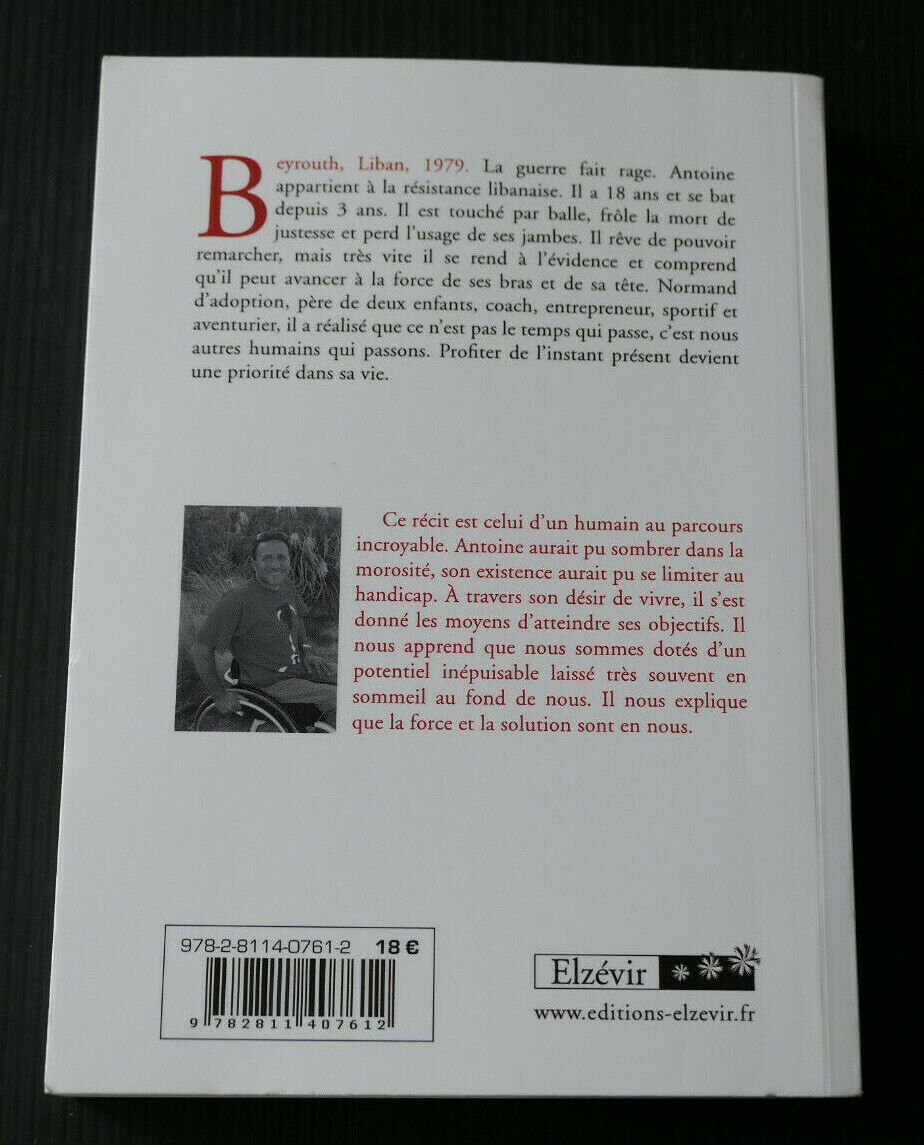 Beyrouth, Liban, 1979. La guerre fait rage. Antoine
appartient à la résistance libanaise. Il a 18 ans et se bat
depuis 3 ans. Il est touché par balle, frôle la mort de
justesse et perd l'usage de ses jambes. Il rêve de pouvoir
remarcher, mais très vite il se rend à l'évidence et comprend
qu'il peut avancer à la force de ses bras et de sa tête. Normand
d'adoption, père de deux enfants, coach, entrepreneur, sportif et
aventurier, il a réalisé que ce n'est pas le temps qui passe, c'est nous
autres humains qui passons. Profiter de l'instant présent devient
une priorité dans sa vie.
Ce récit est celui d'un humain au parcours
incroyable. Antoine aurait pu sombrer dans la
morosité, son existence aurait pu se limiter au
handicap. À travers son désir de vivre, il s'est
donné les moyens d'atteindre ses objectifs. Il
nous apprend que nous sommes dotés d'un
potentiel inépuisable laissé très souvent en
sommeil au fond de nous. Il nous explique
que la force et la solution sont en nous.
978-2-8114-0761-2 18 €
9 782811 407612
Elzévir
www.editions-elzevir.fr